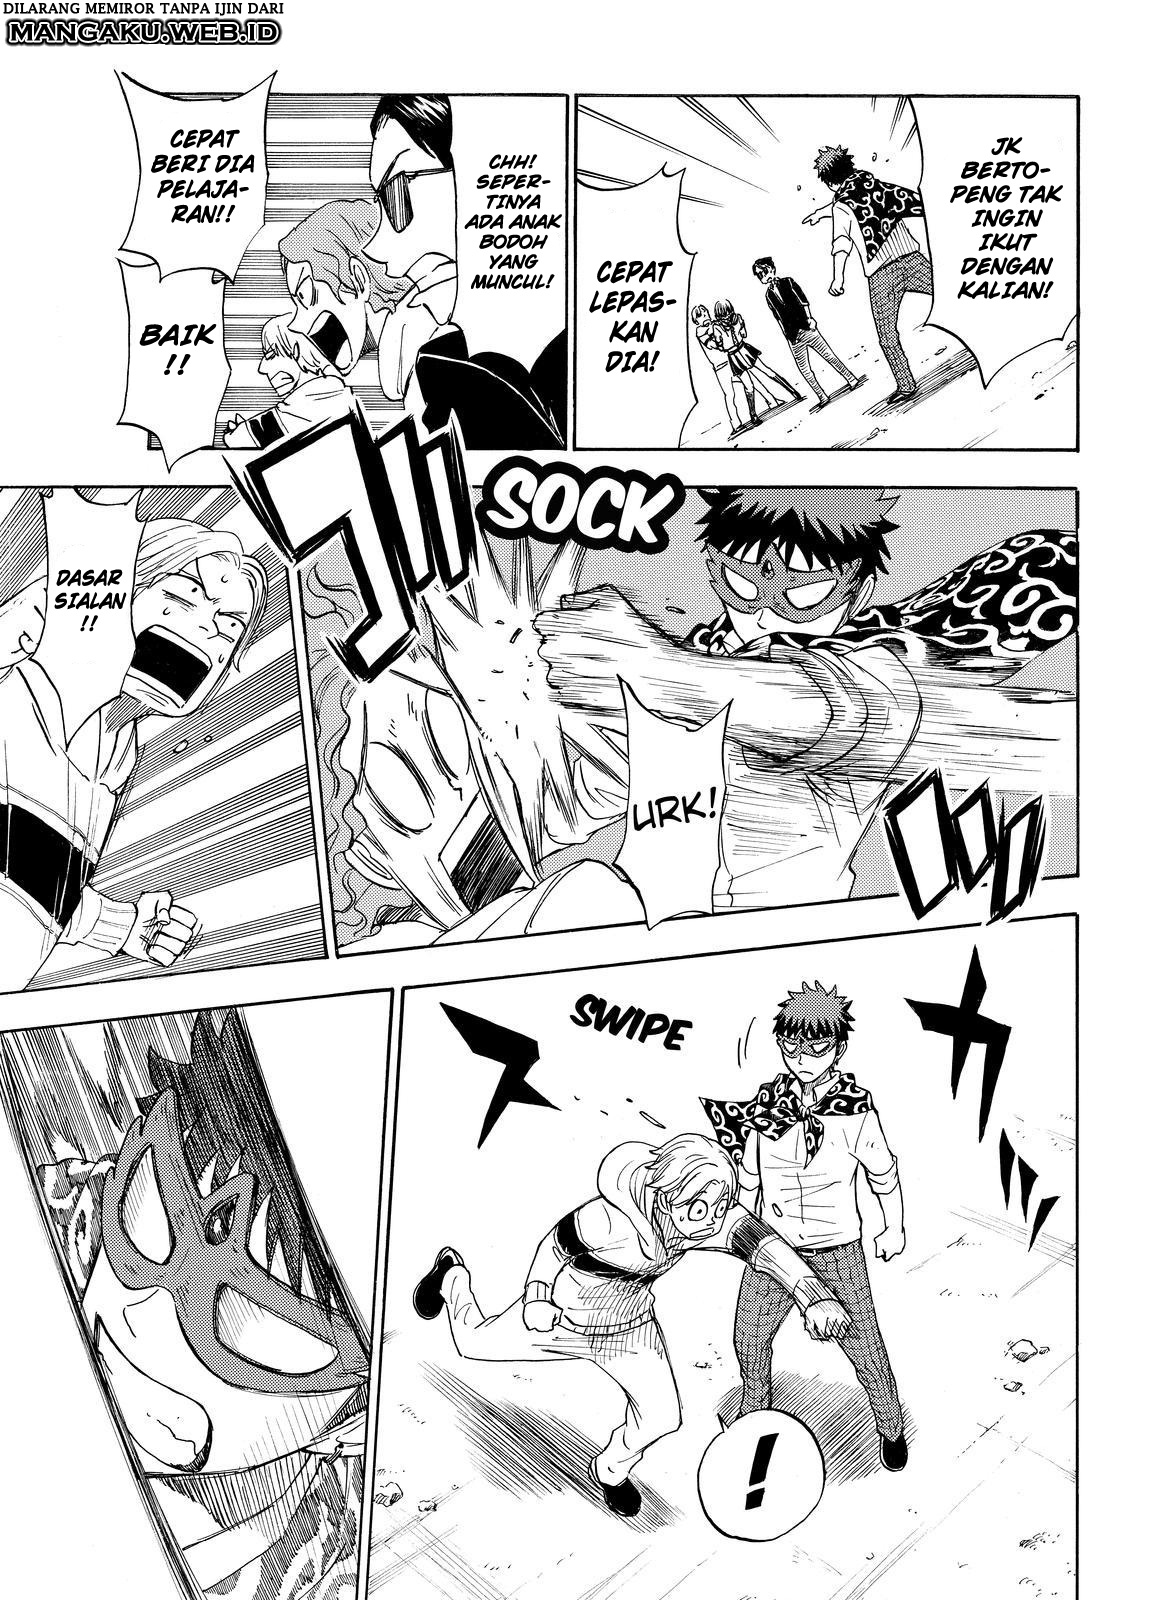 DILARANG MEMIROR TANPA IJIN DARI
MANGAKU.WEB.ID
JK
BERTO-
PENG TAK
INGIN
IKUT
DENGAN
KALIAN!
CEPAT
LEPAS-
KAN
DIA!
CHH!
SEPER-
TINYA
ADA ANAK
BODOH
YANG
MUNCUL!
CEPAT
BERI DIA
PELAJA-
RAN!!
BAIK
!!
SOCK
URK!
DASAR
SIALAN
!!
SWIPE
スカ
!